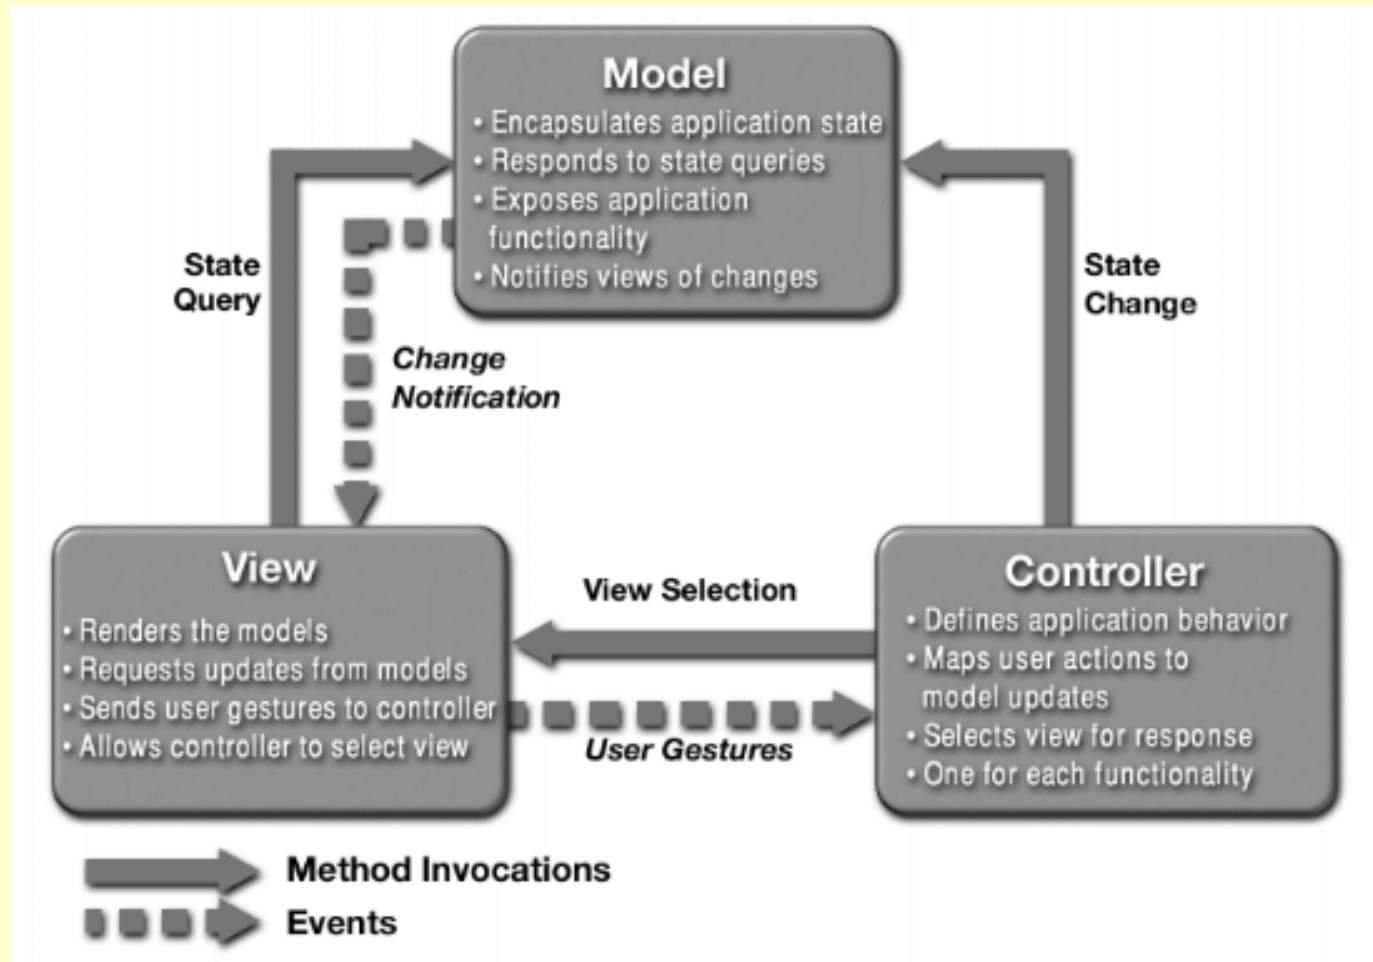 Model
• Encapsulates application state
• Responds to state queries
• Exposes application
functionality
• Notifies views of changes
State
Query
State
Change
Change
Notification
View
• Renders the models
• Requests updates from models
• Sends user gestures to controller
• Allows controller to select view
View Selection
User Gestures
Controller
• Defines application behavior
• Maps user actions to
model updates
• Selects view for response
• One for each functionality
Method Invocations
Events